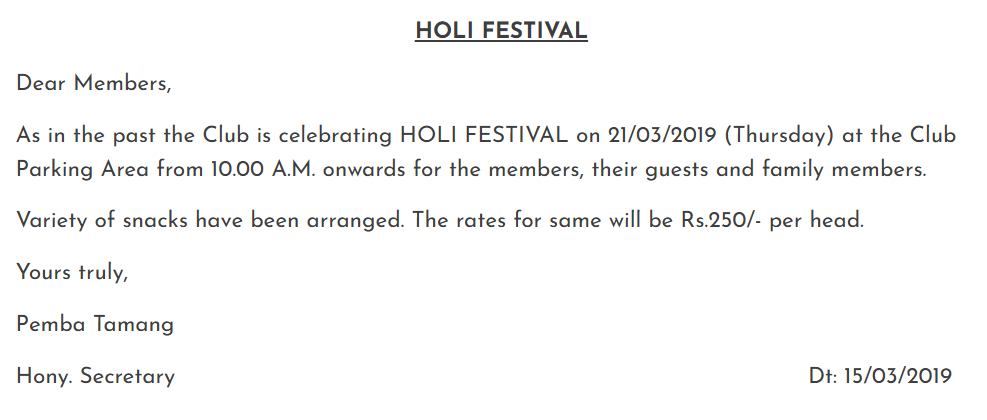 HOLI FESTIVAL
Dear Members,
As in the past the Club is celebrating HOLI FESTIVAL on 21/03/2019 (Thursday) at the Club
Parking Area from 10.00 A.M. onwards for the members, their guests and family members.
Variety of snacks have been arranged. The rates for same will be Rs.250/- per head.
Yours truly,
Pemba Tamang
Hony. Secretary Dt: 15/03/2019